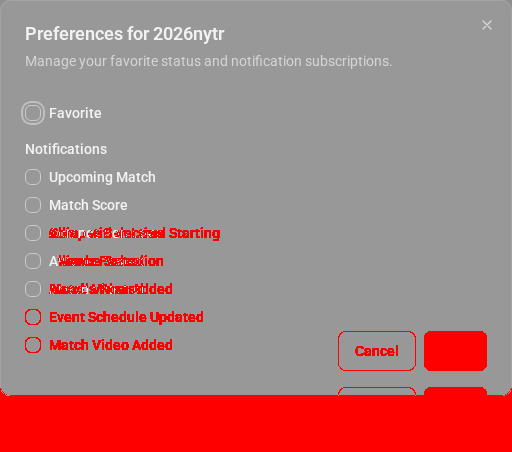 Preferences for 2026nytr
Manage your favorite status and notification subscriptions.
Favorite
Notifications
Upcoming Match
Match Score
Starting
Event Schedule Updated
Match Video Added
Cancel